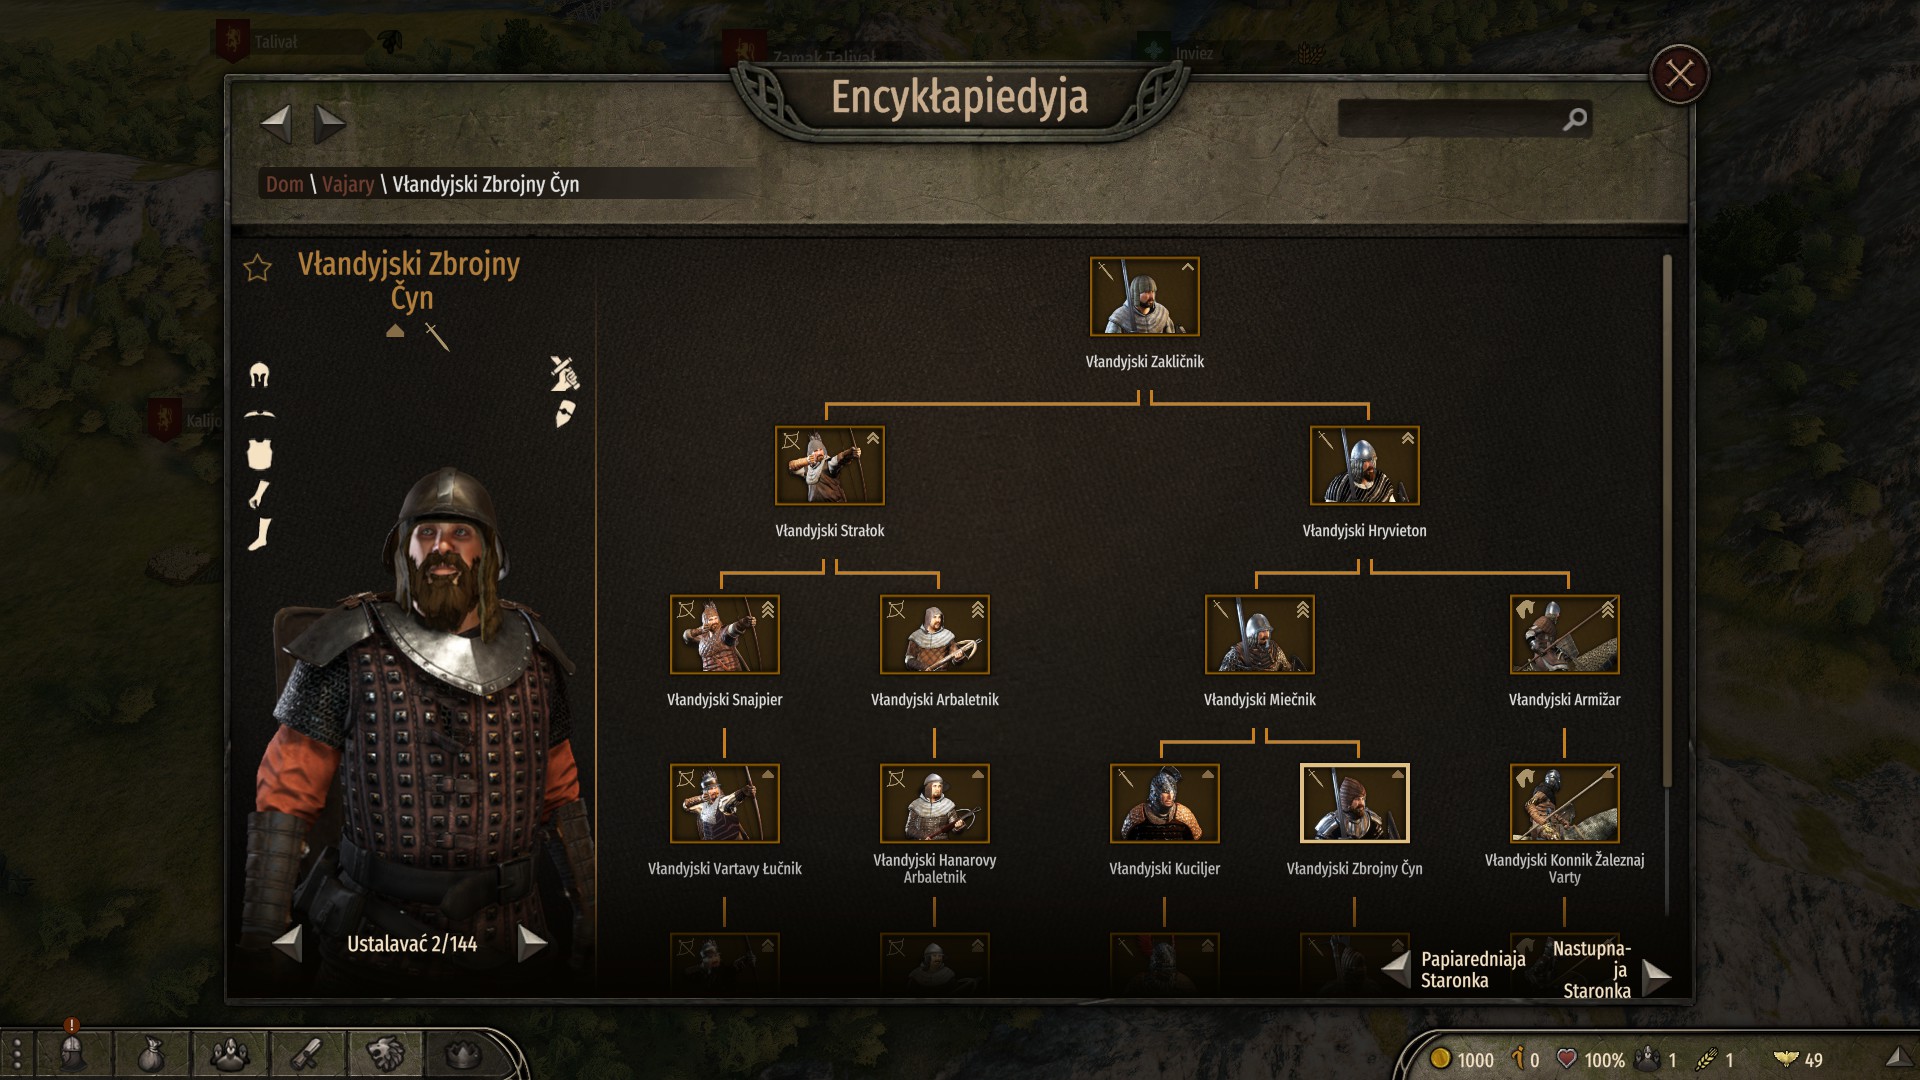 Talivał
Zamak Talivał
Inviez
Encykłapiedyja
Dom \ Vajary \ Vłandyjski Zbrojny Čyn
Vłandyjski Zbrojny
Čyn
Vłandyjski Zakličnik
Kalijo
Vłandyjski Strałok
Vłandyjski Hryvieton
Vłandyjski Snajpier
Vłandyjski Arbaletnik
Vłandyjski Miečnik
Vłandyjski Armižar
Vłandyjski Vartavy Łučnik
Vłandyjski Hanarovy
Arbaletnik
Vłandyjski Kuciljer
Vłandyjski Zbrojny Čyn
Vłandyjski Konnik Žaleznaj
Varty
Ustalavać 2/144
Papiaredniaja
Staronka
Nastupna-
ja
Staronka
!
1000
0
100%
1
1
49